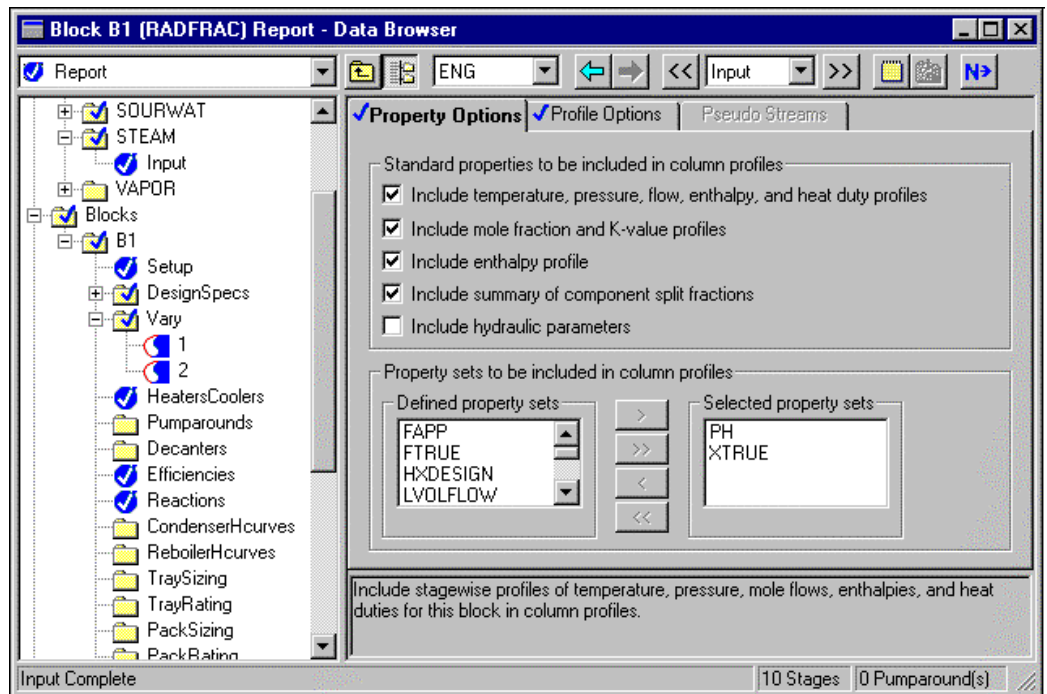 Block B1 (RADFRAC) Report - Data Browser
Report
ENG
<<
Input
>>
N>
SOURWAT
STEAM
Input
VAPOR
Blocks
B1
Setup
DesignSpecs
Vary
1
2
HeatersCoolers
Pumparounds
Decanters
Efficiencies
Reactions
CondenserHcurves
ReboilerHcurves
TraySizing
TrayRating
PackSizing
PackRating
Property Options
Profile Options
Pseudo Streams
Standard properties to be included in column profiles
Include temperature, pressure, flow, enthalpy, and heat duty profiles
Include mole fraction and K-value profiles
Include enthalpy profile
Include summary of component split fractions
Include hydraulic parameters
Property sets to be included in column profiles
Defined property sets
FAPP
FTRUE
HXDESIGN
LVOLFLOW
>
>>
<
<<
Selected property sets
PH
XTRUE
Include stagewise profiles of temperature, pressure, mole flows, enthalpies, and heat
duties for this block in column profiles.
Input Complete
10 Stages
0 Pumparound(s)